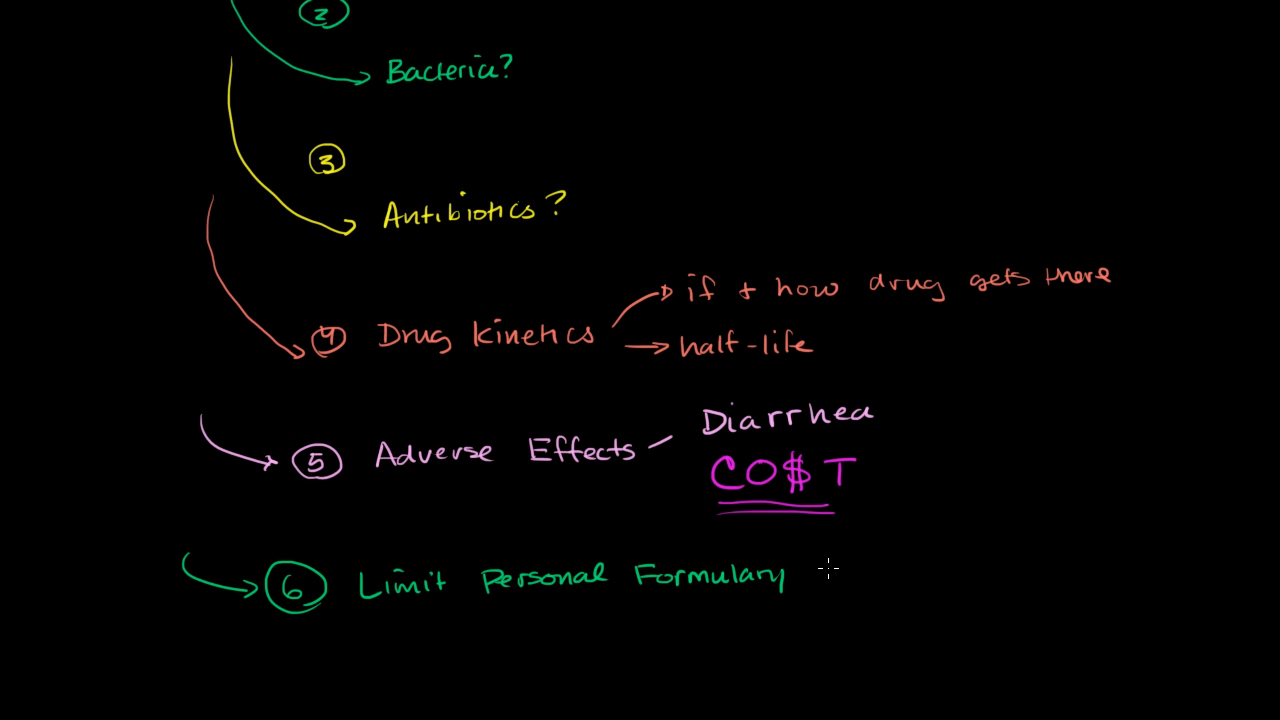 2
Bacteria?
3
Antibiotics?
if + how drug gets there
4 Drug Kinetics
half-life
Diarrhea
5 Adverse Effects
CO$T
6 Limit Personal Formulary